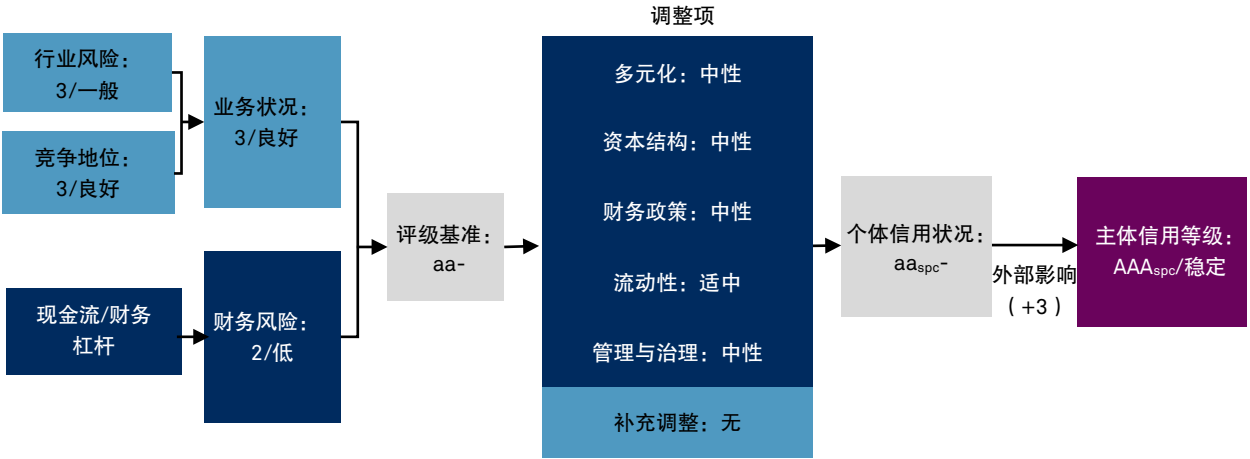 行业风险：
3/一般
竞争地位：
3/良好
业务状况：
3/良好
现金流/财务
杠杆
财务风险：
2/低
评级基准：
aa-
调整项
多元化：中性
资本结构：中性
财务政策：中性
流动性：适中
管理与治理：中性
补充调整：无
个体信用状况：
aaspc-
外部影响
（+3）
主体信用等级：
AAAspc/稳定